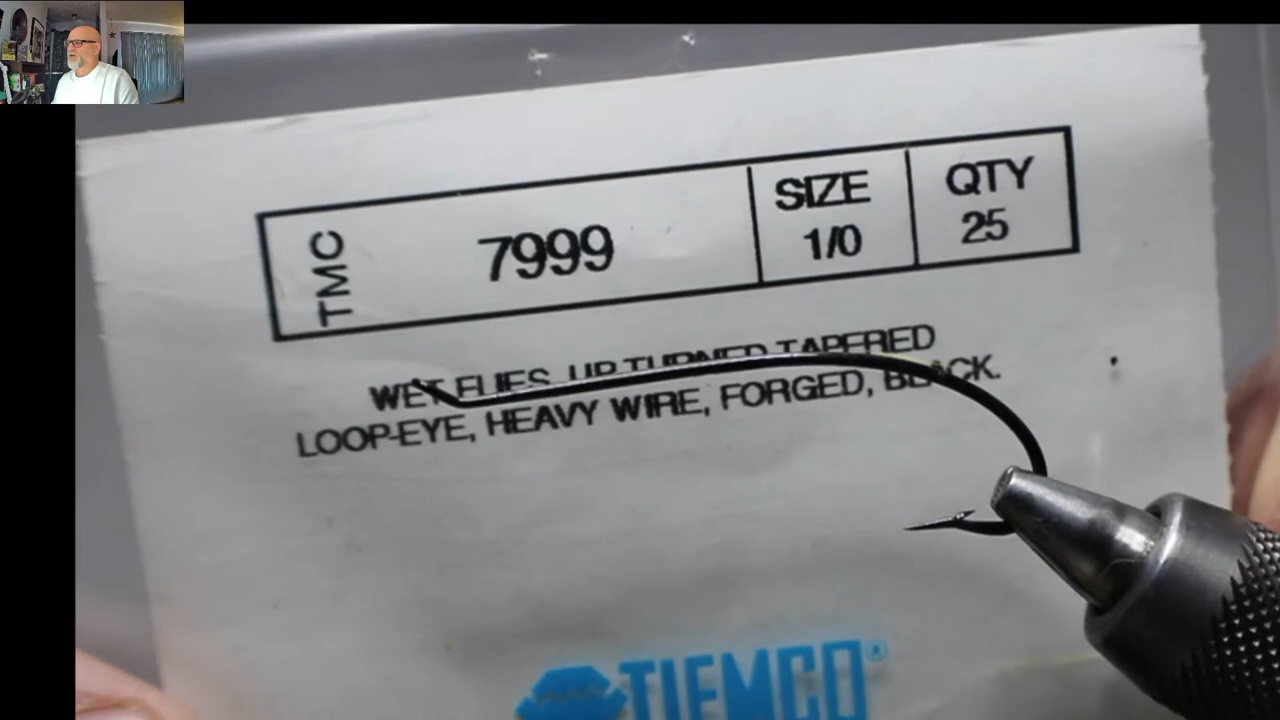 TMC
7999
SIZE
1/0
QTY
25
WET FLIES, UP TURNED TAPERED
LOOP-EYE, HEAVY WIRE, FORGED, BLACK.
TIEMCO®